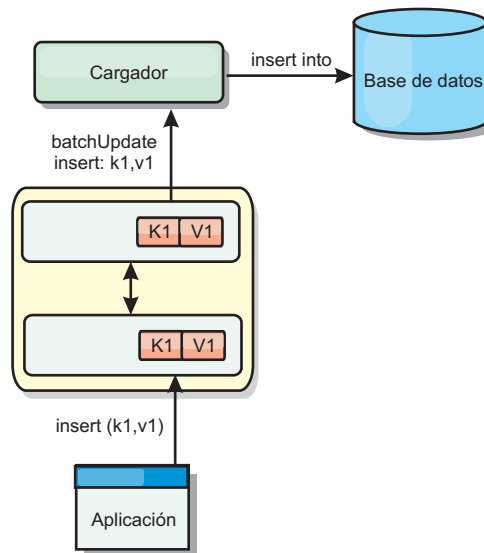 Cargador
insert into
Base de datos
batchUpdate
insert: k1,v1
K1 V1
K1 V1
insert (k1,v1)
Aplicación